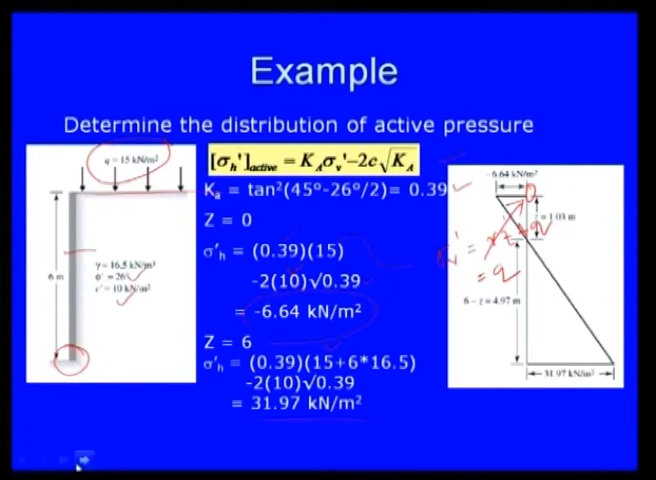 Example
Determine the distribution of active pressure
q = 15 kN/m²
6 m
γ = 16.5 kN/m³
ϕ' = 26°
c' = 10 kN/m²
[σh']active = KAσv'−2c√KA
Ka = tan²(45°-26°/2)= 0.39
Z = 0
σ'h = (0.39)(15)
-2(10)√0.39
= -6.64 kN/m²
Z = 6
σ'h = (0.39)(15+6*16.5)
-2(10)√0.39
= 31.97 kN/m²
-6.64 kN/m²
0
z = 1.03 m
σv' = γz + q
= q
6 − z = 4.97 m
31.97 kN/m²